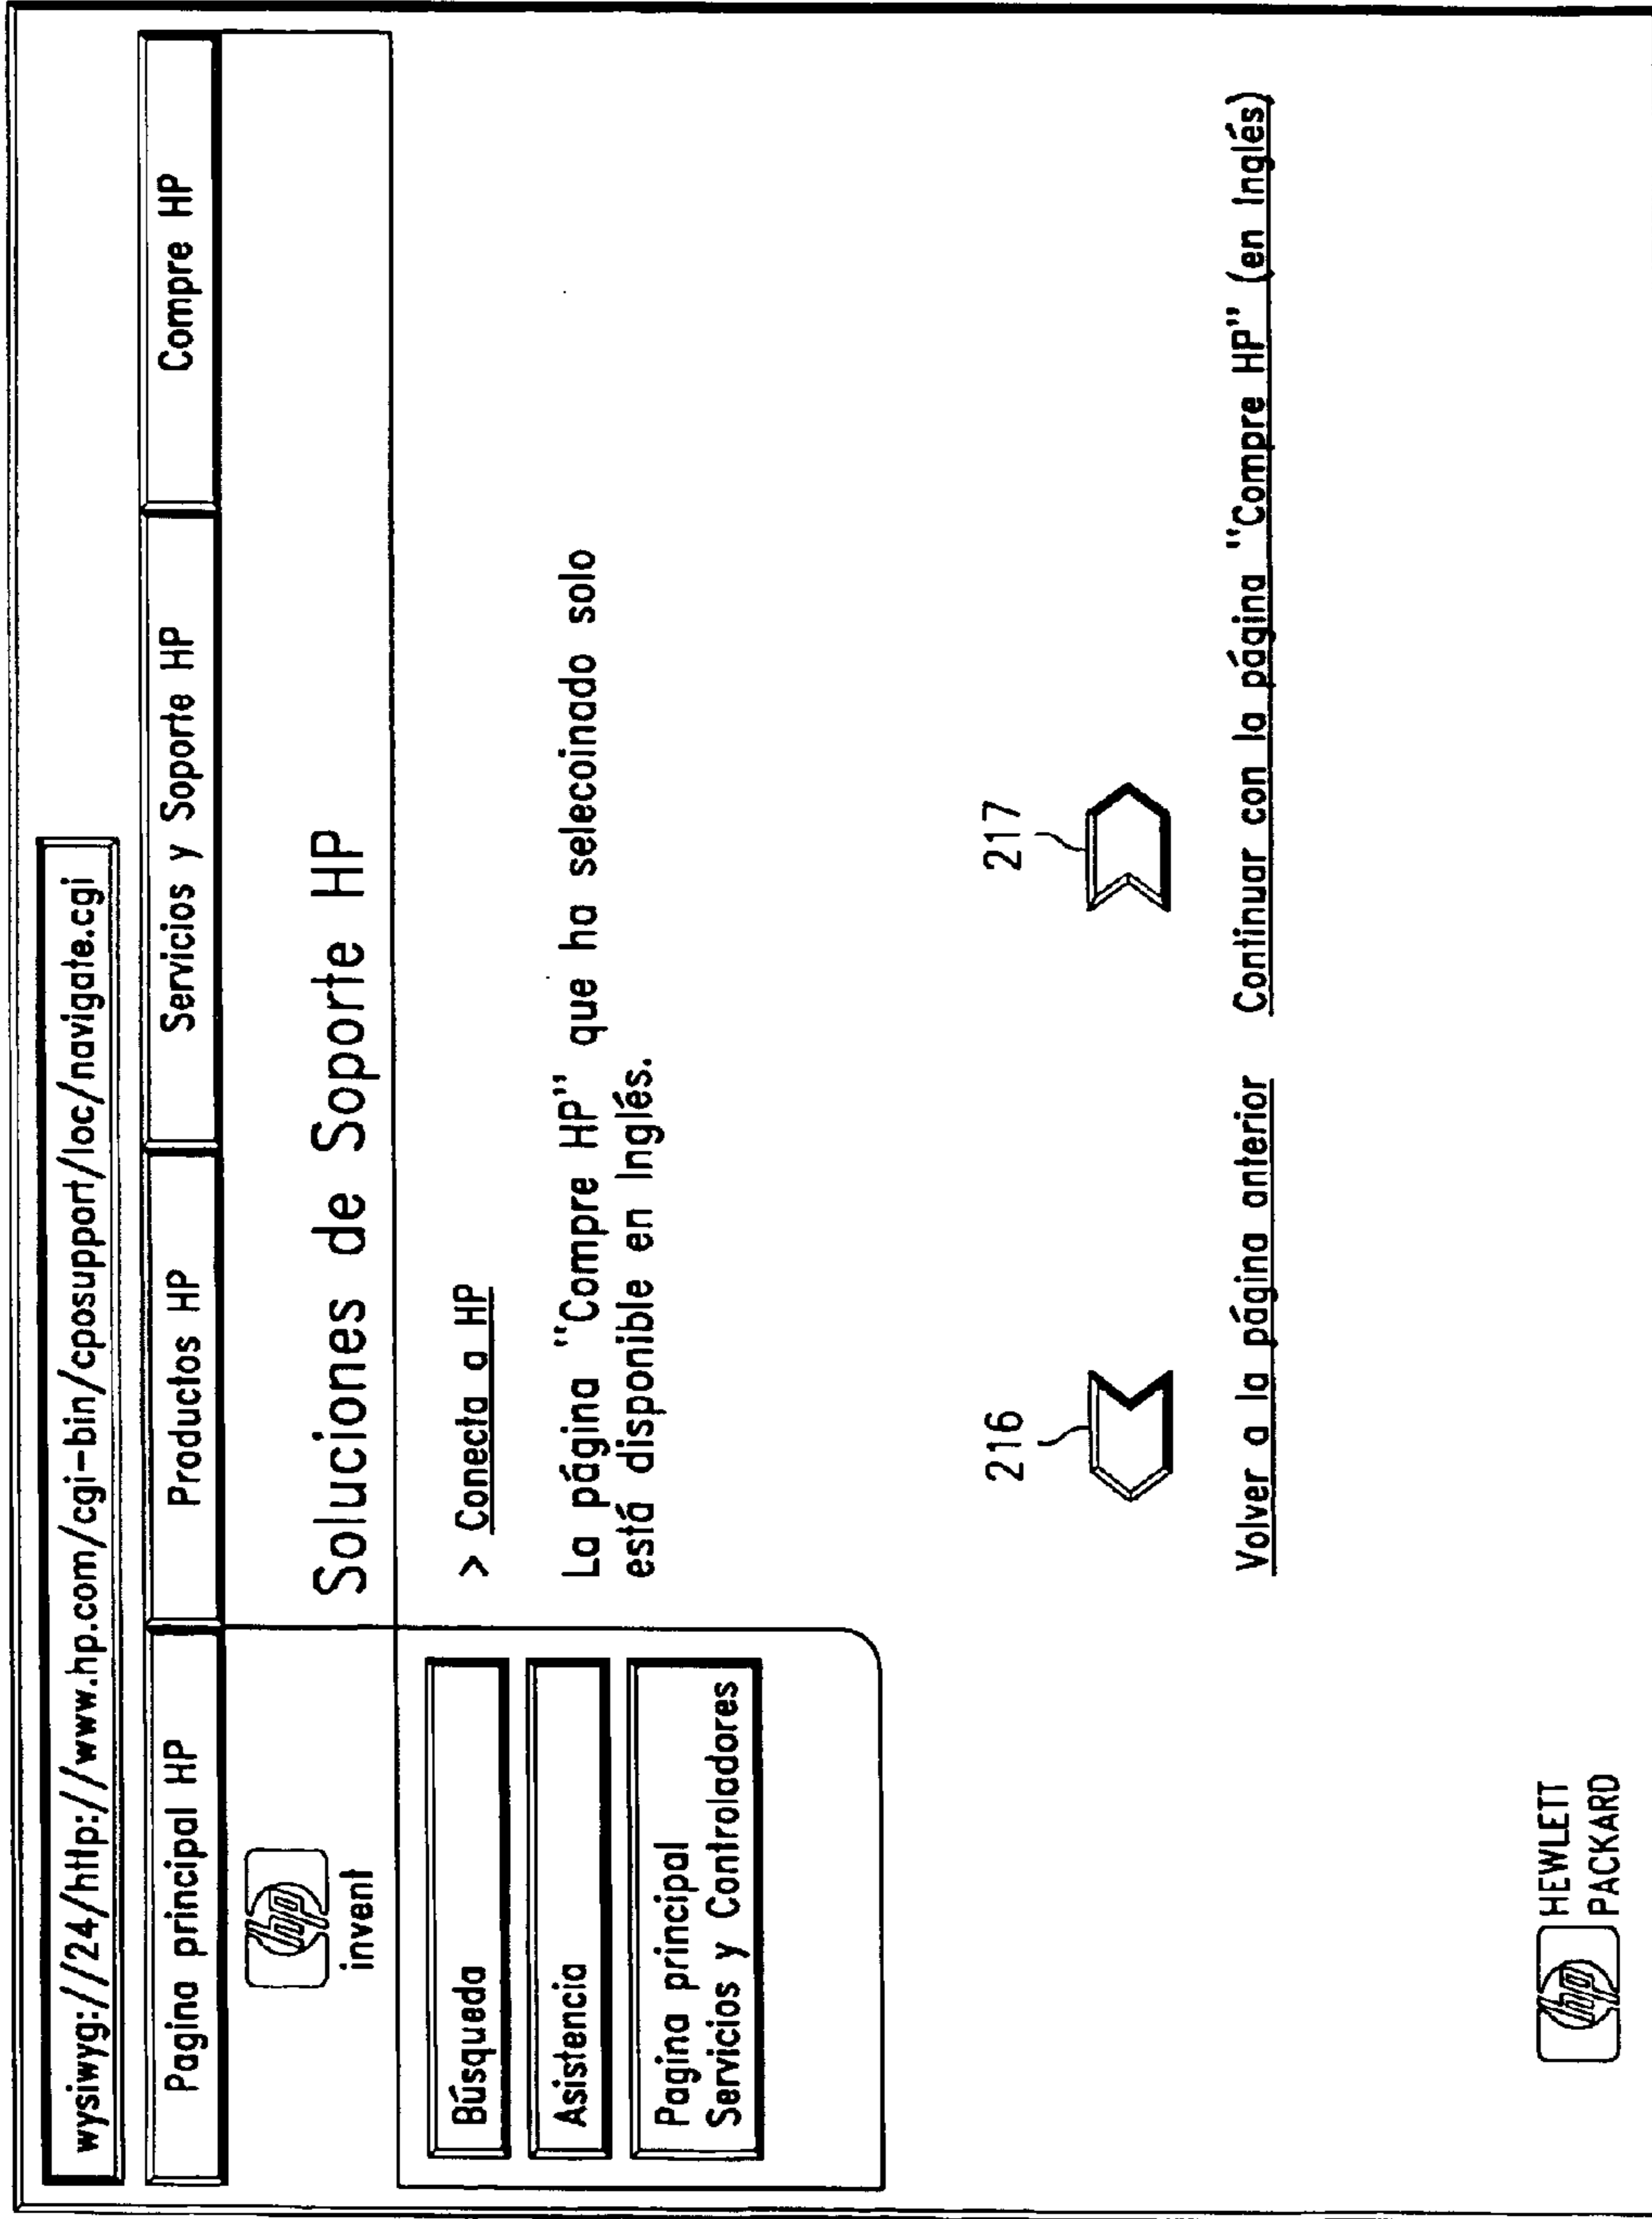 wysiwyg://24/http://www.hp.com/cgi-bin/cposupport/loc/navigate.cgi
Pagina principal HP
Productos HP
Servicios y Soporte HP
Compre HP
hp
invent
Soluciones de Soporte HP
Búsqueda
Asistencia
Pagina principal
Servicios y Controladores
> Conecta a HP
La página "Compre HP" que ha selecoinado solo
está disponible en Inglés.
216
217
Volver a la página anterior
Continuar con la página "Compre HP" (en Inglés)
hp
HEWLETT
PACKARD